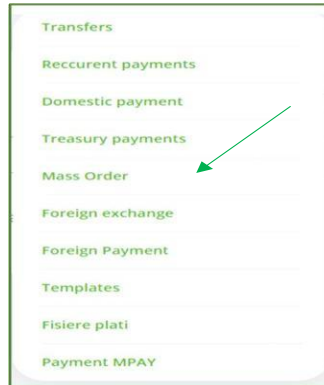 Transfers
Reccurent payments
Domestic payment
Treasury payments
Mass Order
Foreign exchange
Foreign Payment
Templates
Fisiere plati
Payment MPAY